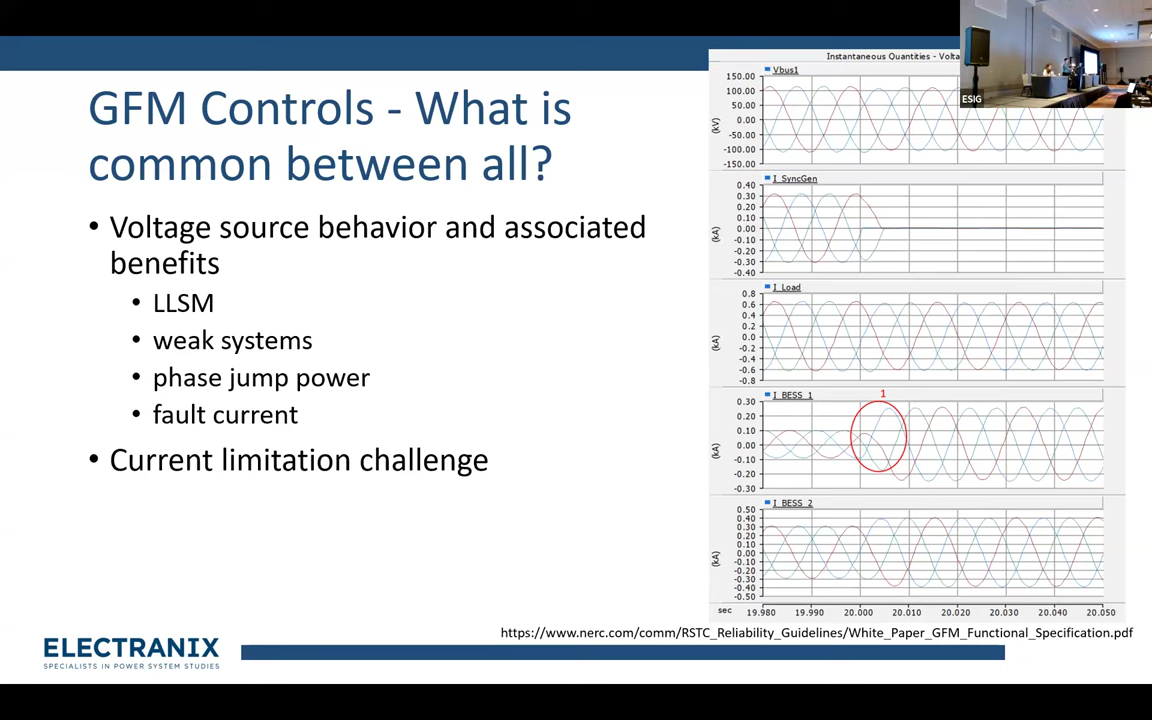 GFM Controls - What is
common between all?
• Voltage source behavior and associated
benefits
• LLSM
• weak systems
• phase jump power
• fault current
• Current limitation challenge
Instantaneous Quantities - Volta
ESIG
Vbus1
150.00
100.00
50.00
0.00
-50.00
-100.00
-150.00
(kV)
I_SyncGen
0.40
0.30
0.20
0.10
0.00
-0.10
-0.20
-0.30
-0.40
(kA)
I_Load
0.8
0.6
0.4
0.2
0.0
-0.2
-0.4
-0.6
-0.8
(kA)
I_BESS_1
1
0.30
0.20
0.10
0.00
-0.10
-0.20
-0.30
(kA)
I_BESS_2
0.50
0.40
0.30
0.20
0.10
0.00
-0.10
-0.20
-0.30
-0.40
-0.50
(kA)
sec 19.980 19.990 20.000 20.010 20.020 20.030 20.040 20.050
https://www.nerc.com/comm/RSTC_Reliability_Guidelines/White_Paper_GFM_Functional_Specification.pdf
ELECTRANIX
SPECIALISTS IN POWER SYSTEM STUDIES